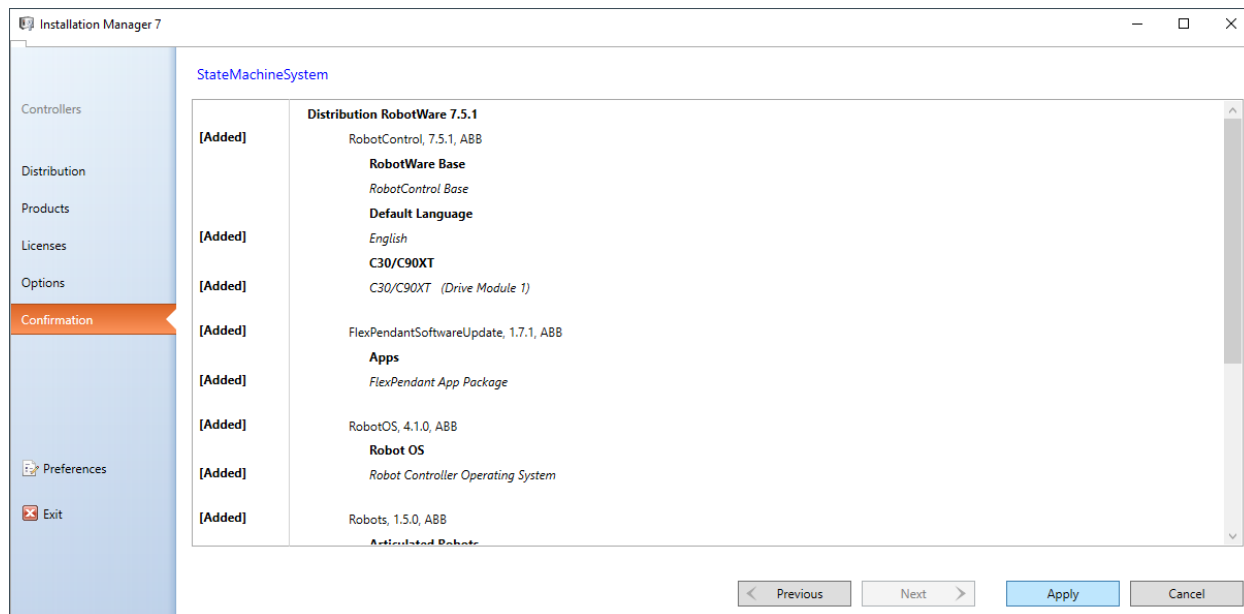 Installation Manager 7
StateMachineSystem
Controllers
Distribution
Products
Licenses
Options
Confirmation
Preferences
Exit
Distribution RobotWare 7.5.1
[Added] RobotControl, 7.5.1, ABB
RobotWare Base
RobotControl Base
Default Language
[Added] English
C30/C90XT
[Added] C30/C90XT (Drive Module 1)
[Added] FlexPendantSoftwareUpdate, 1.7.1, ABB
Apps
[Added] FlexPendant App Package
[Added] RobotOS, 4.1.0, ABB
Robot OS
[Added] Robot Controller Operating System
[Added] Robots, 1.5.0, ABB
Articulated Robots
Previous Next Apply Cancel